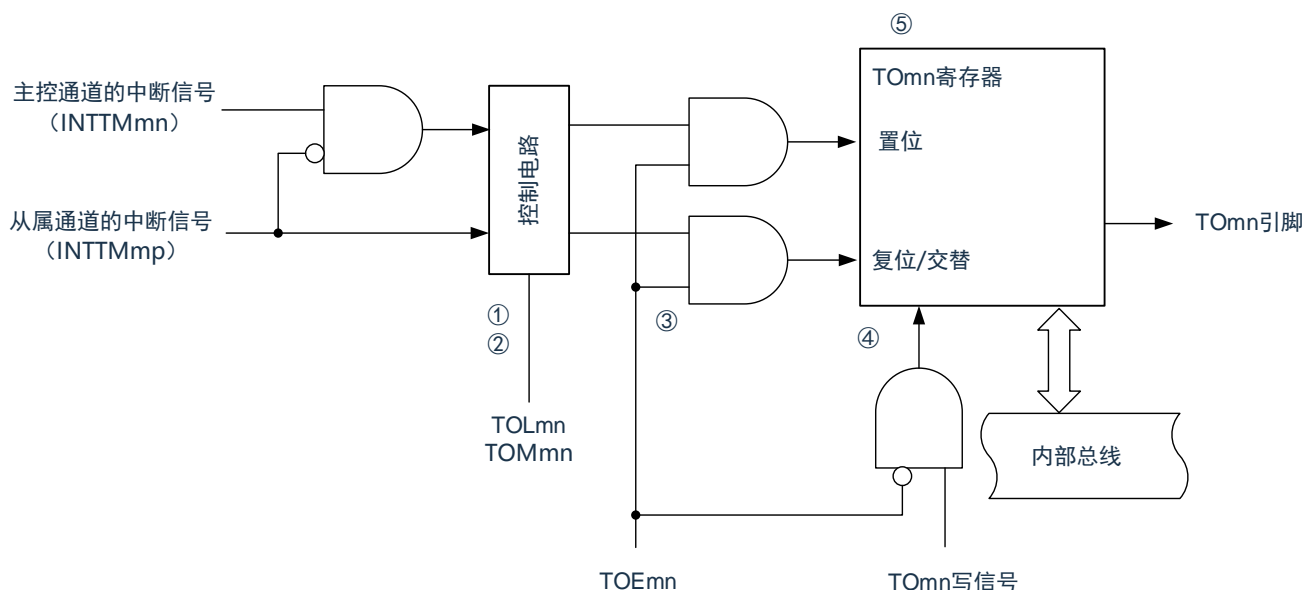 ⑤
主控通道的中断信号
（INTTMmn）
从属通道的中断信号
（INTTMmp）
控制电路
①
②
TOLmn
TOMmn
③
TOmn寄存器
置位
复位/交替
TOmn引脚
④
内部总线
TOEmn
TOmn写信号